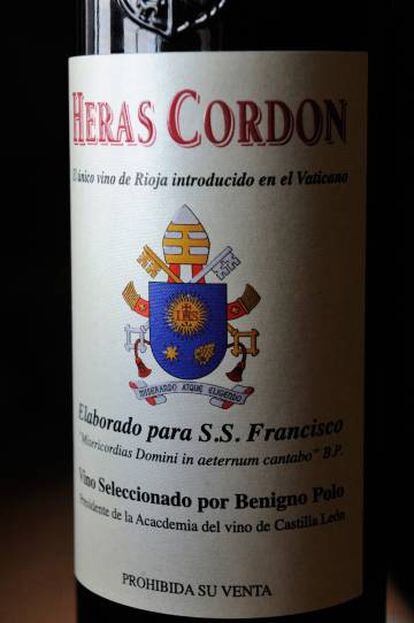 HERAS CORDON
El único vino de Rioja introducido en el Vaticano
IHS
MISERANDO ATQUE ELIGENDO
Elaborado para S.S. Francisco
"Misericordias Domini in aeternum cantabo" B.P.
Vino Seleccionado por Benigno Polo
Presidente de la Acacdemia del vino de Castilla León
PROHIBIDA SU VENTA